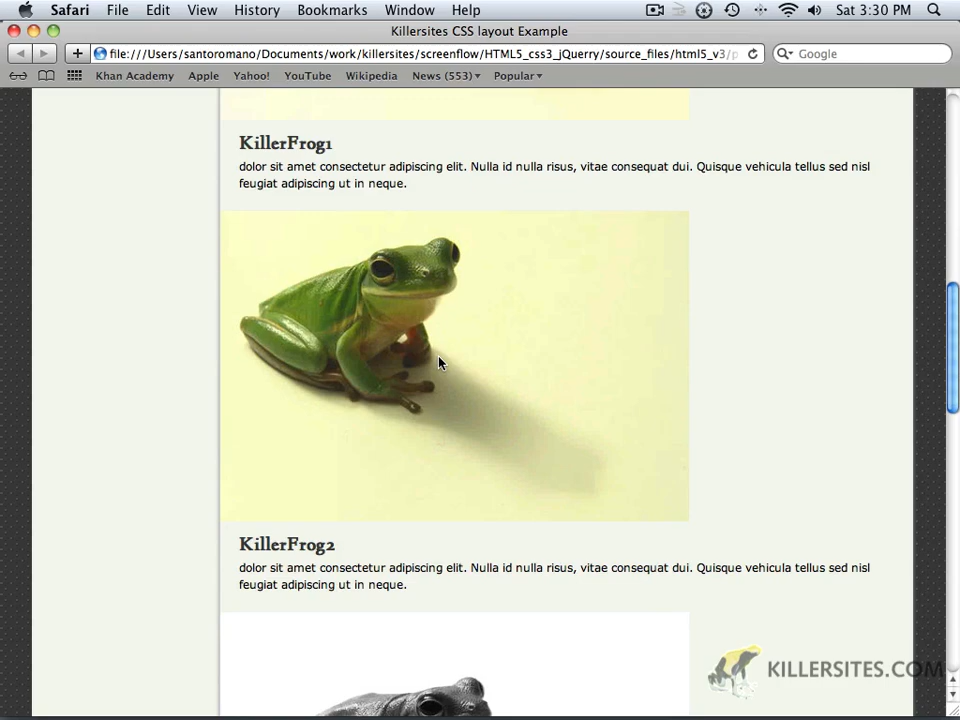 Safari File Edit View History Bookmarks Window Help Sat 3:30 PM
Killersites CSS layout Example
file:///Users/santoromano/Documents/work/killersites/screenflow/HTML5_css3_jQuerry/source_files/html5_v3/p Google
Khan Academy Apple Yahoo! YouTube Wikipedia News (553) Popular
KillerFrog1
dolor sit amet consectetur adipiscing elit. Nulla id nulla risus, vitae consequat dui. Quisque vehicula tellus sed nisl
feugiat adipiscing ut in neque.
KillerFrog2
dolor sit amet consectetur adipiscing elit. Nulla id nulla risus, vitae consequat dui. Quisque vehicula tellus sed nisl
feugiat adipiscing ut in neque.
KILLERSITES.COM